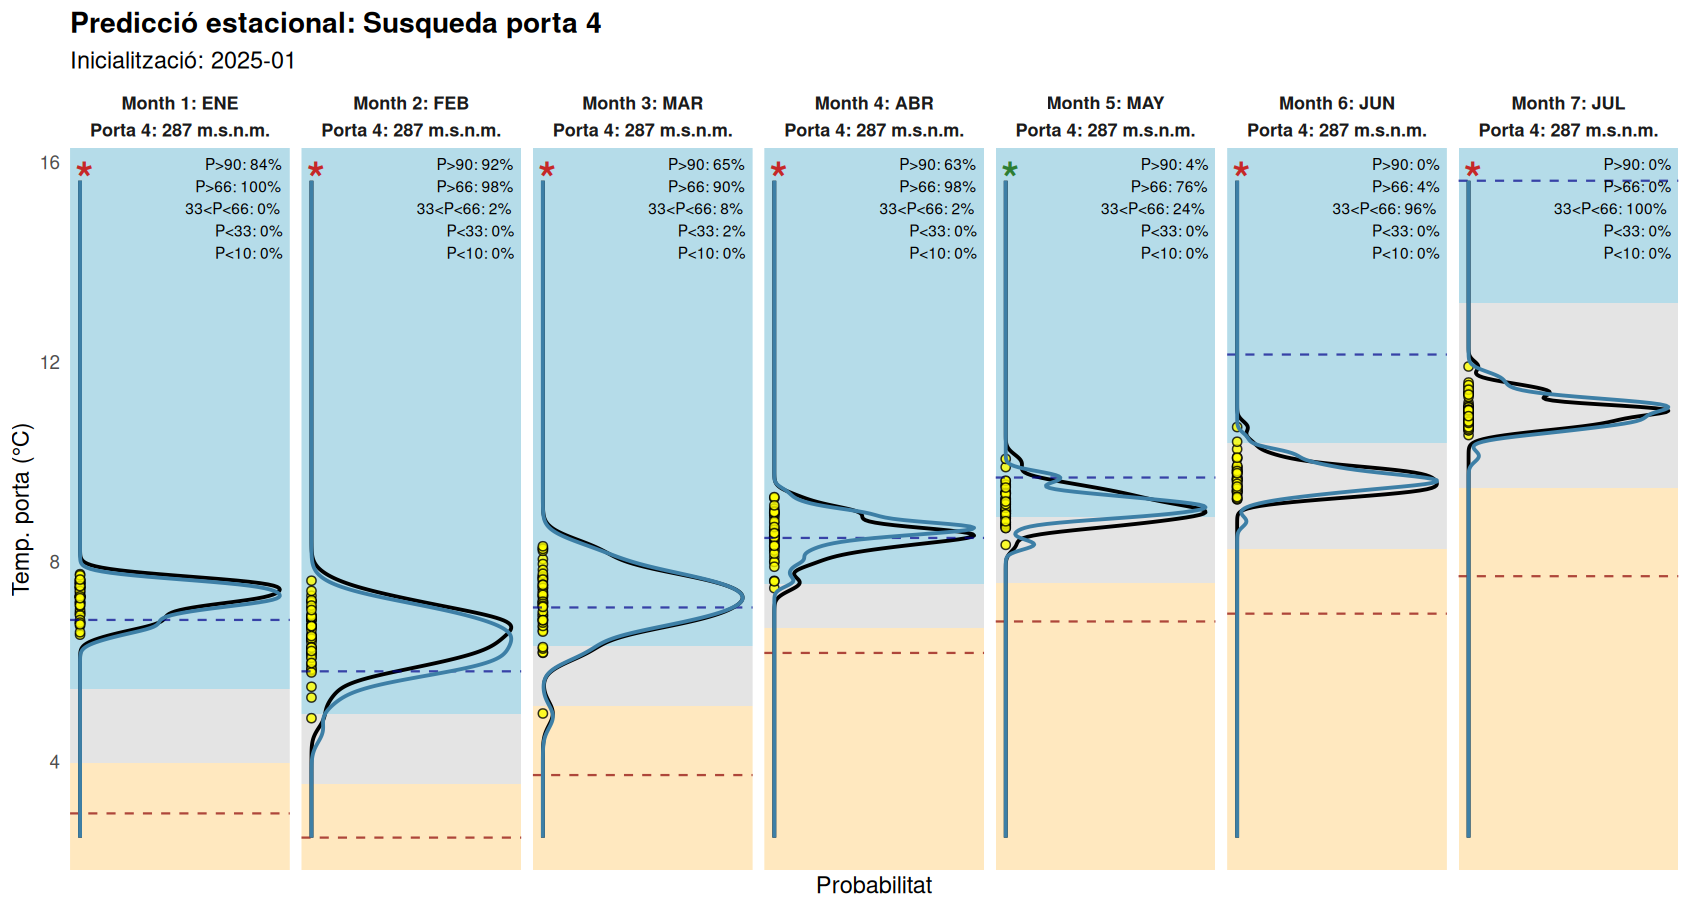 Predicció estacional: Susqueda porta 4
Inicialització: 2025-01
Month 1: ENE
Porta 4: 287 m.s.n.m.
Month 2: FEB
Porta 4: 287 m.s.n.m.
Month 3: MAR
Porta 4: 287 m.s.n.m.
Month 4: ABR
Porta 4: 287 m.s.n.m.
Month 5: MAY
Porta 4: 287 m.s.n.m.
Month 6: JUN
Porta 4: 287 m.s.n.m.
Month 7: JUL
Porta 4: 287 m.s.n.m.
Temp. porta (°C)
16
12
8
4
*
P>90: 84%
P>66: 100%
33<P<66: 0%
P<33: 0%
P<10: 0%
*
P>90: 92%
P>66: 98%
33<P<66: 2%
P<33: 0%
P<10: 0%
*
P>90: 65%
P>66: 90%
33<P<66: 8%
P<33: 2%
P<10: 0%
*
P>90: 63%
P>66: 98%
33<P<66: 2%
P<33: 0%
P<10: 0%
*
P>90: 4%
P>66: 76%
33<P<66: 24%
P<33: 0%
P<10: 0%
*
P>90: 0%
P>66: 4%
33<P<66: 96%
P<33: 0%
P<10: 0%
*
P>90: 0%
P>66: 0%
33<P<66: 100%
P<33: 0%
P<10: 0%
Probabilitat